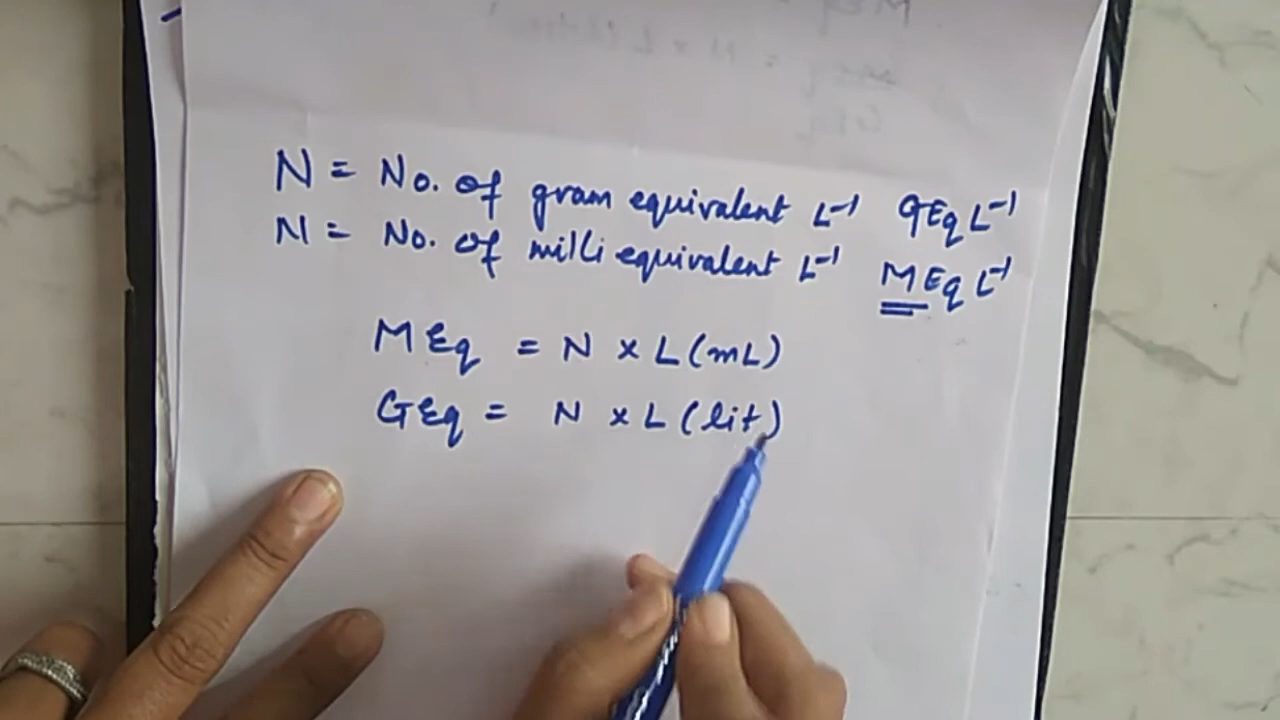 N = No. of gram equivalent L⁻¹ GEq L⁻¹
N = No. of milli equivalent L⁻¹ MEq L⁻¹
MEq = N × L (mL)
GEq = N × L (lit)